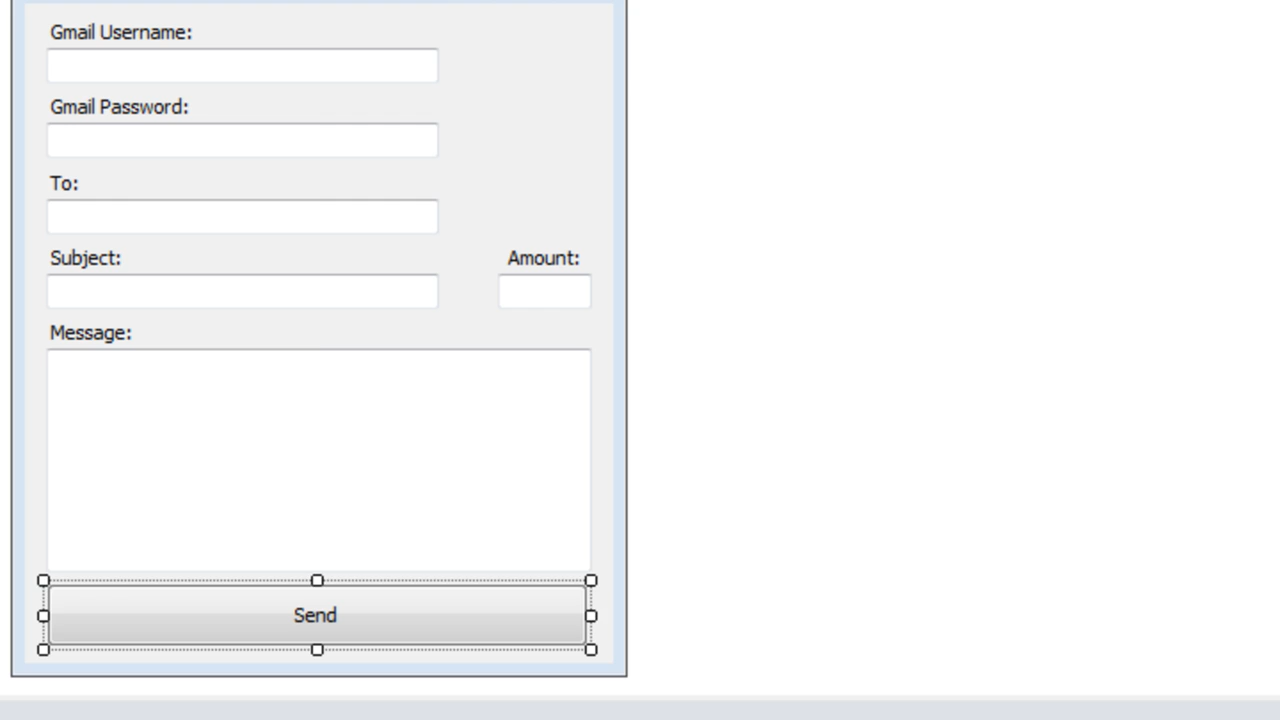 Gmail Username:
Gmail Password:
To:
Subject:
Amount:
Message:
Send